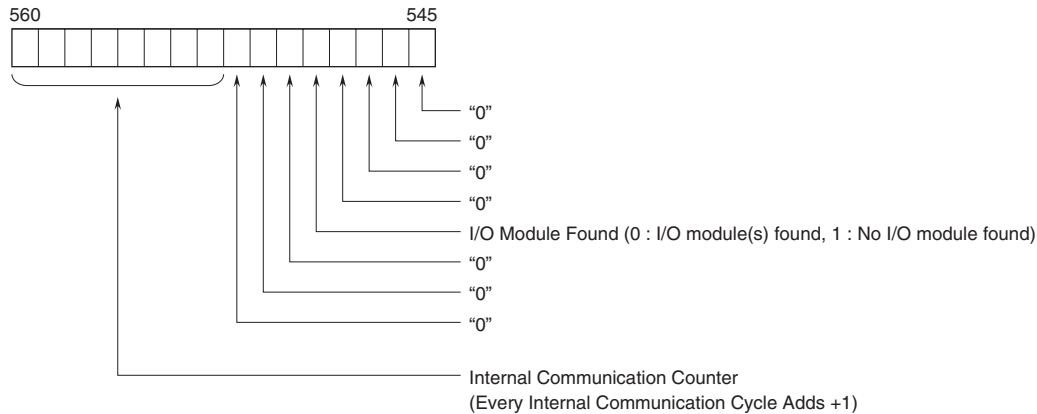 560 545
“0”
“0”
“0”
“0”
I/O Module Found (0 : I/O module(s) found, 1 : No I/O module found)
“0”
“0”
“0”
Internal Communication Counter
(Every Internal Communication Cycle Adds +1)